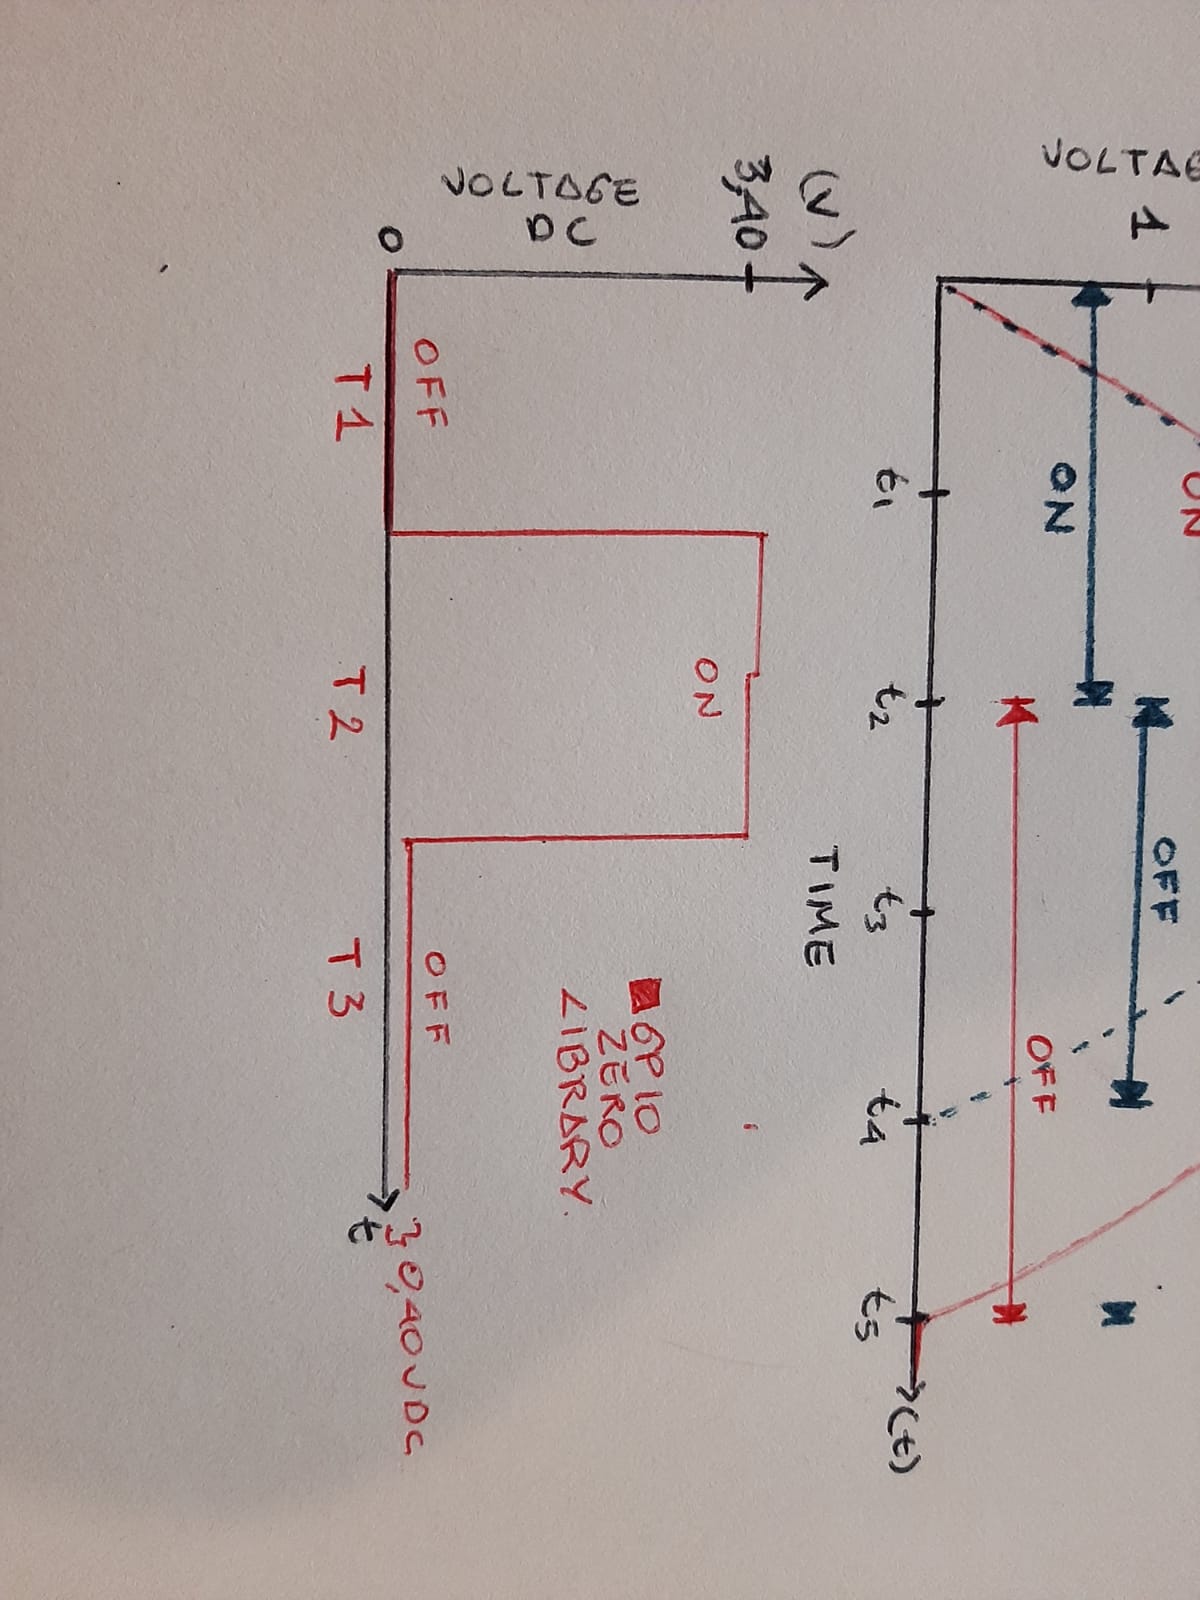 VOLTAG
1
ON
OFF
ON
OFF
t1 t2 t3 t4 t5 (t)
TIME
(V)
3,40
ON
VOLTAGE
DC
GPIO
ZERO
LIBRARY.
OFF
OFF
0,40VDC
0
t
T1 T2 T3